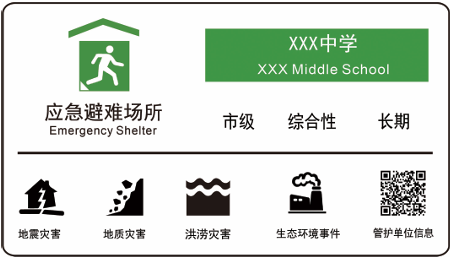 XXX中学
XXX Middle School
应急避难场所
Emergency Shelter
市级 综合性 长期
地震灾害 地质灾害 洪涝灾害 生态环境事件 管护单位信息